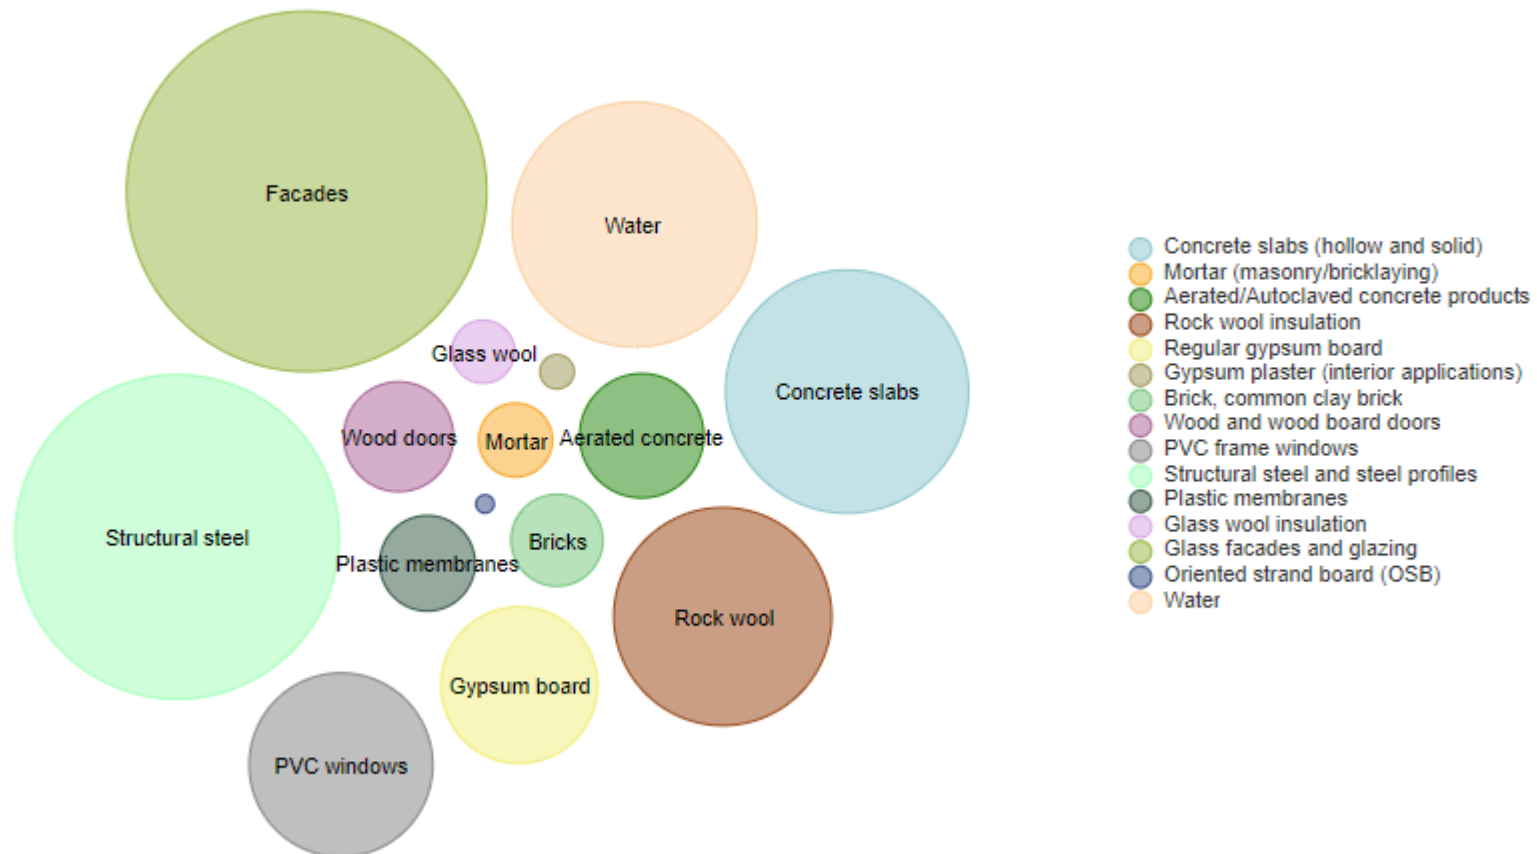 Facades
Water
Glass wool
Concrete slabs
Wood doors
Mortar
Aerated concrete
Structural steel
Bricks
Plastic membranes
Rock wool
Gypsum board
PVC windows
Concrete slabs (hollow and solid)
Mortar (masonry/bricklaying)
Aerated/Autoclaved concrete products
Rock wool insulation
Regular gypsum board
Gypsum plaster (interior applications)
Brick, common clay brick
Wood and wood board doors
PVC frame windows
Structural steel and steel profiles
Plastic membranes
Glass wool insulation
Glass facades and glazing
Oriented strand board (OSB)
Water